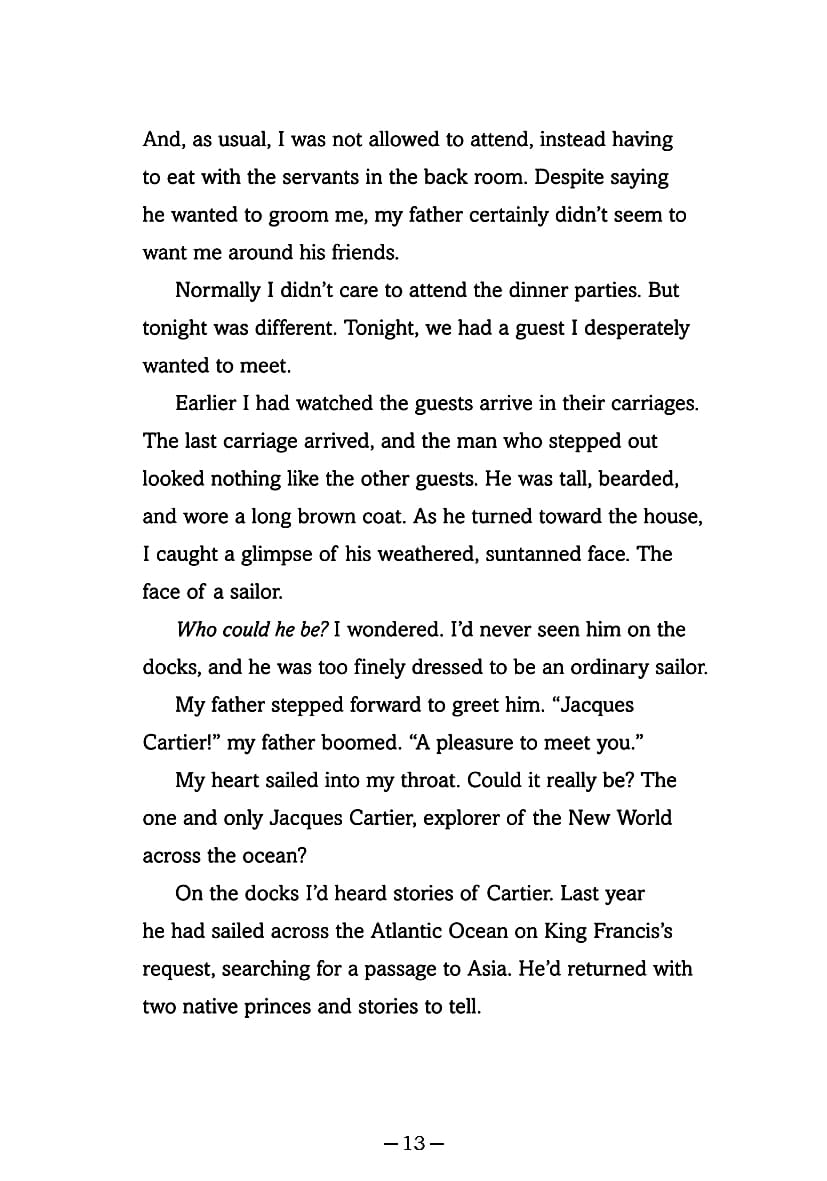 And, as usual, I was not allowed to attend, instead having
to eat with the servants in the back room. Despite saying
he wanted to groom me, my father certainly didn’t seem to
want me around his friends.
Normally I didn’t care to attend the dinner parties. But
tonight was different. Tonight, we had a guest I desperately
wanted to meet.
Earlier I had watched the guests arrive in their carriages.
The last carriage arrived, and the man who stepped out
looked nothing like the other guests. He was tall, bearded,
and wore a long brown coat. As he turned toward the house,
I caught a glimpse of his weathered, suntanned face. The
face of a sailor.
Who could he be? I wondered. I’d never seen him on the
docks, and he was too finely dressed to be an ordinary sailor.
My father stepped forward to greet him. “Jacques
Cartier!” my father boomed. “A pleasure to meet you.”
My heart sailed into my throat. Could it really be? The
one and only Jacques Cartier, explorer of the New World
across the ocean?
On the docks I’d heard stories of Cartier. Last year
he had sailed across the Atlantic Ocean on King Francis’s
request, searching for a passage to Asia. He’d returned with
two native princes and stories to tell.
— 13 —